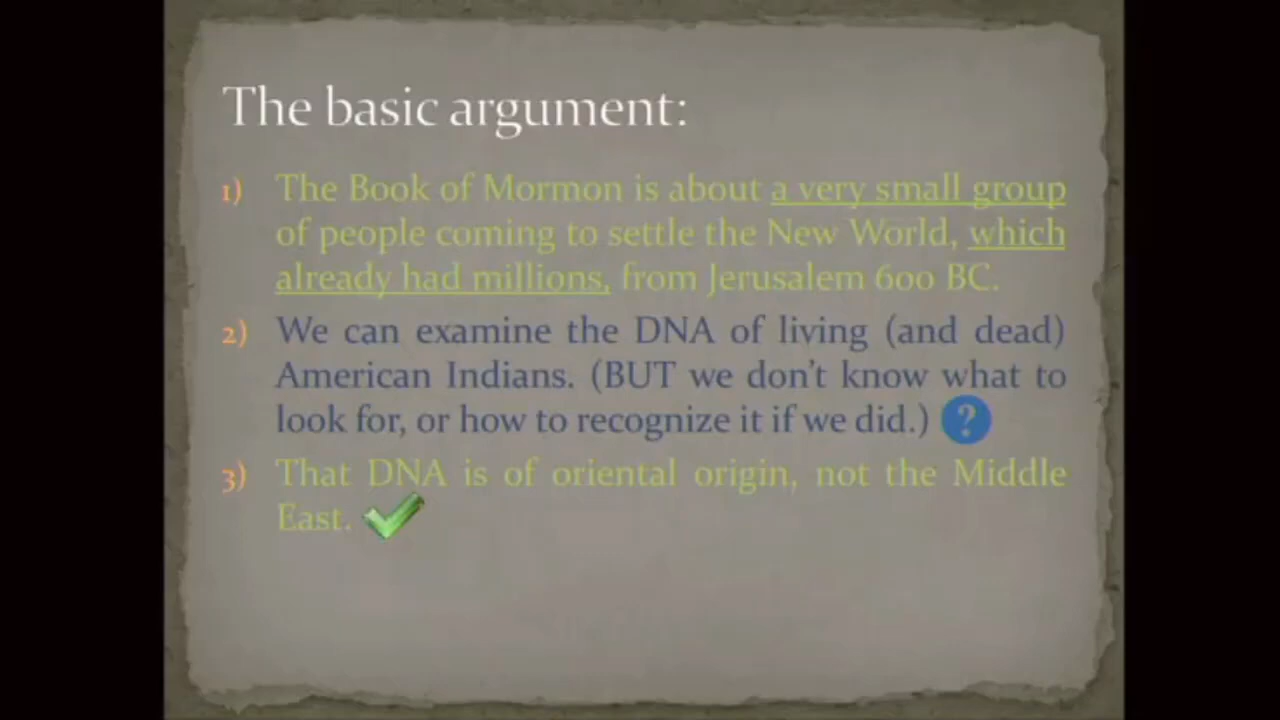 The basic argument:
1) The Book of Mormon is about a very small group
of people coming to settle the New World, which
already had millions, from Jerusalem 600 BC.
2) We can examine the DNA of living (and dead)
American Indians. (BUT we don't know what to
look for, or how to recognize it if we did.) ?
3) That DNA is of oriental origin, not the Middle
East.